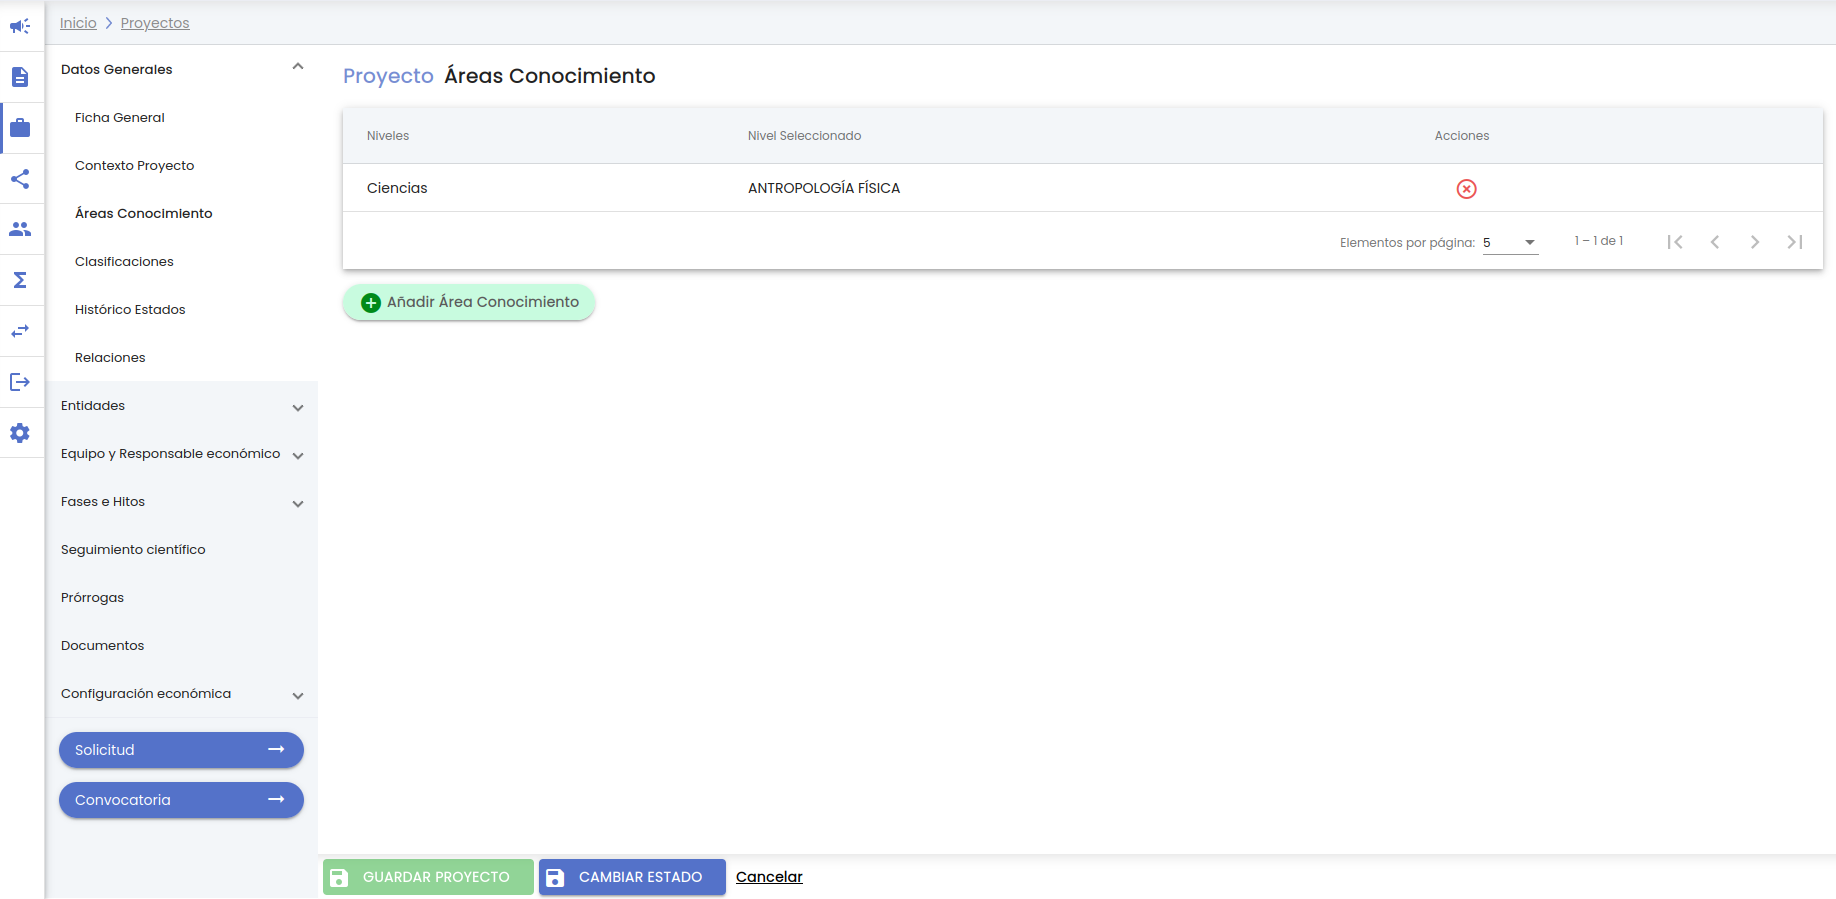 Inicio > Proyectos
Datos Generales
Ficha General
Contexto Proyecto
Áreas Conocimiento
Clasificaciones
Histórico Estados
Relaciones
Entidades
Equipo y Responsable económico
Fases e Hitos
Seguimiento científico
Prórrogas
Documentos
Configuración económica
Solicitud
Convocatoria
Proyecto Áreas Conocimiento
Niveles Nivel Seleccionado Acciones
Ciencias ANTROPOLOGÍA FÍSICA
Elementos por página: 5 1 – 1 de 1
Añadir Área Conocimiento
GUARDAR PROYECTO CAMBIAR ESTADO Cancelar